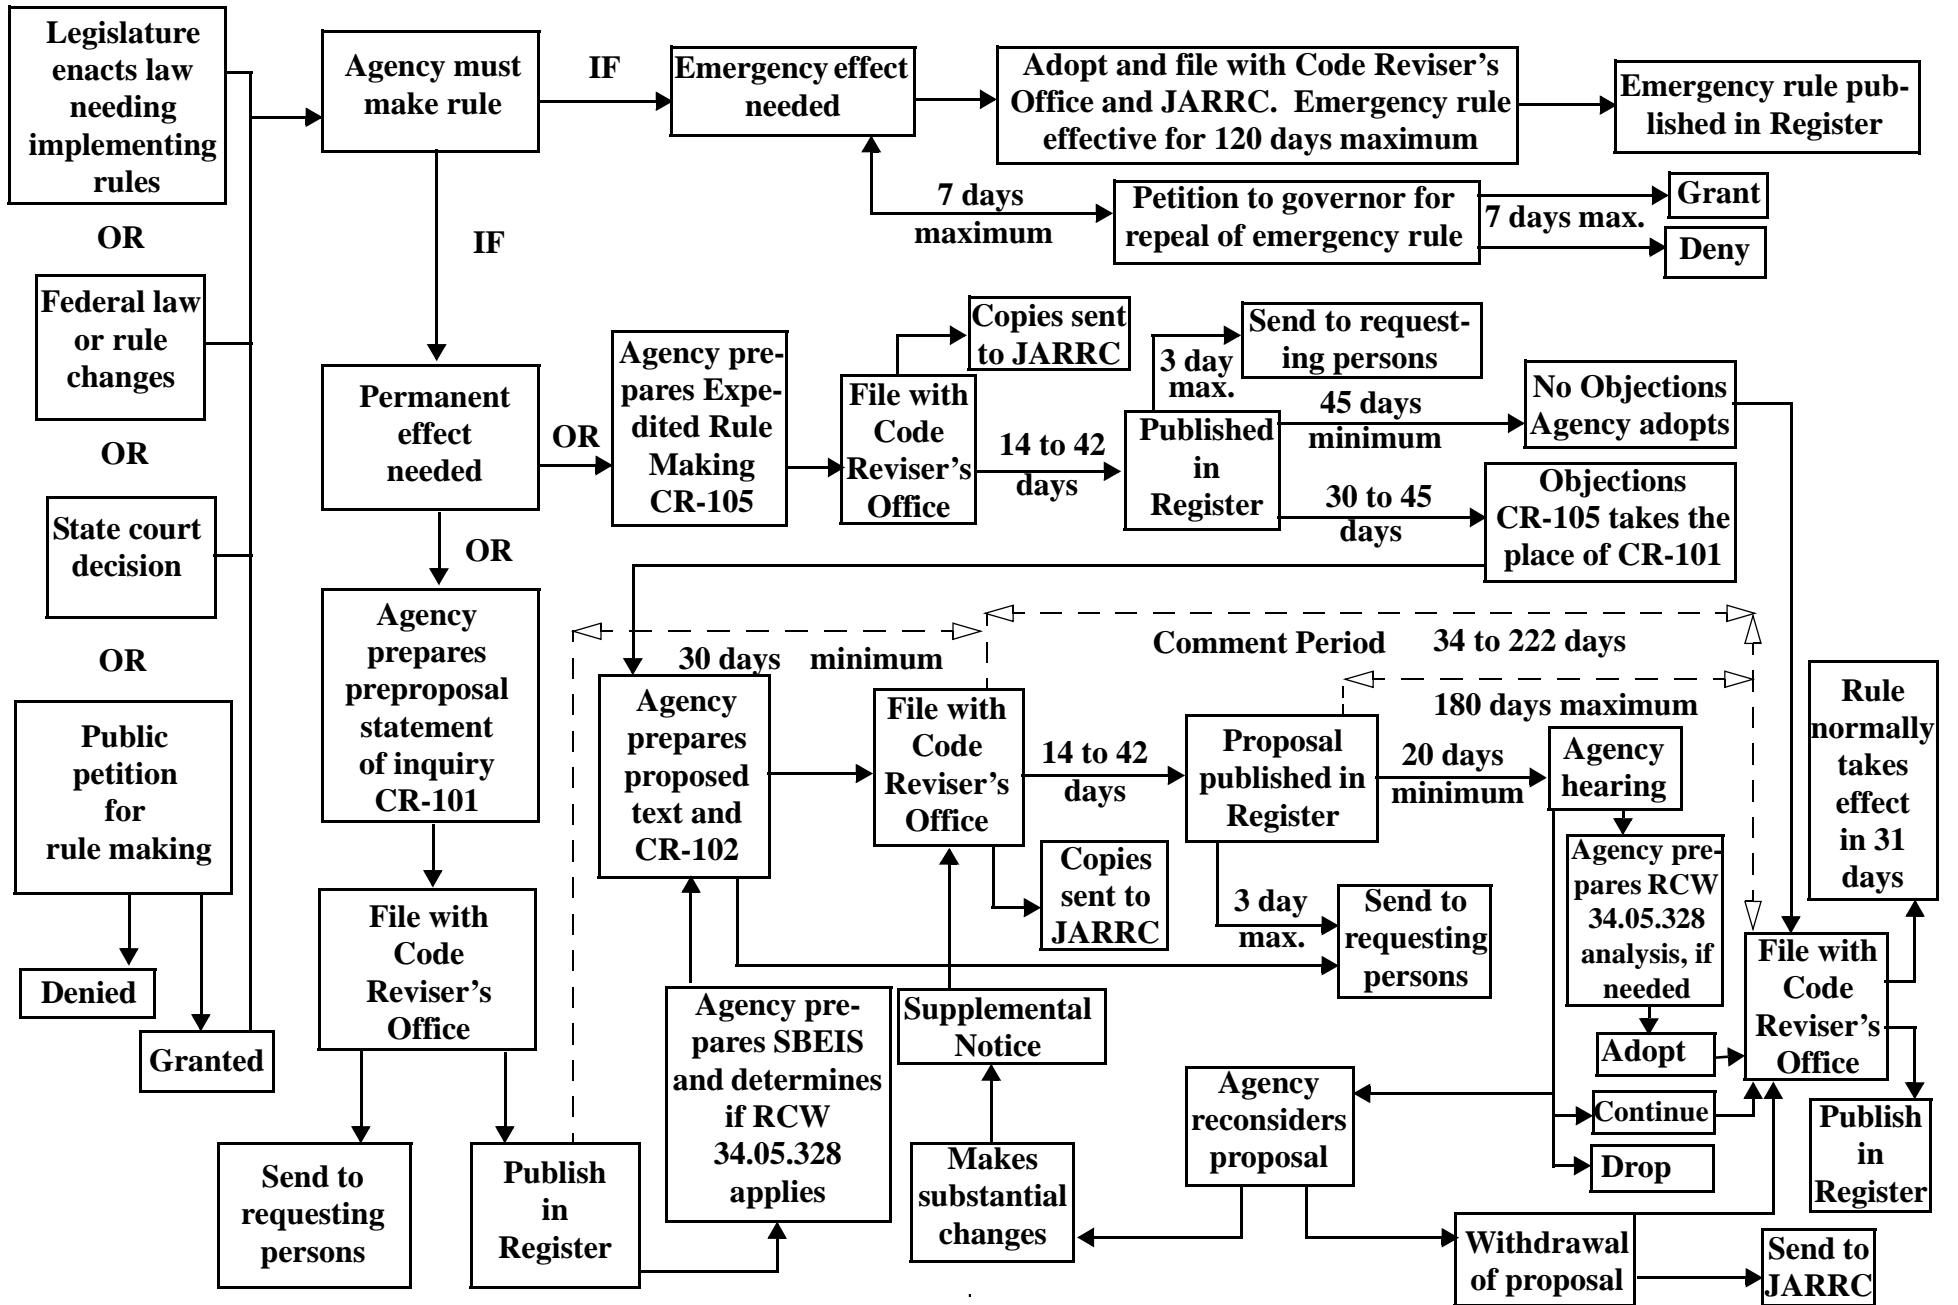 Legislature
enacts law
needing
implementing
rules
OR
Federal law
or rule
changes
OR
State court
decision
OR
Public
petition
for
rule making
Denied
Granted
Agency must
make rule
IF
Emergency effect
needed
Adopt and file with Code Reviser’s
Office and JARRC. Emergency rule
effective for 120 days maximum
Emergency rule pub-
lished in Register
7 days
maximum
Petition to governor for
repeal of emergency rule
7 days max.
Grant
Deny
IF
Permanent
effect
needed
OR
Agency pre-
pares Expe-
dited Rule
Making
CR-105
File with
Code
Reviser’s
Office
Copies sent
to JARRC
14 to 42
days
Published
in
Register
3 day
max.
Send to request-
ing persons
45 days
minimum
No Objections
Agency adopts
30 to 45
days
Objections
CR-105 takes the
place of CR-101
OR
Agency
prepares
preproposal
statement
of inquiry
CR-101
File with
Code
Reviser’s
Office
Send to
requesting
persons
Publish
in
Register
30 days minimum
Agency
prepares
proposed
text and
CR-102
Agency pre-
pares SBEIS
and determines
if RCW
34.05.328
applies
File with
Code
Reviser’s
Office
Copies
sent to
JARRC
Supplemental
Notice
Makes
substantial
changes
Comment Period 34 to 222 days
14 to 42
days
Proposal
published in
Register
180 days maximum
20 days
minimum
3 day
max.
Send to
requesting
persons
Agency
hearing
Agency pre-
pares RCW
34.05.328
analysis, if
needed
Adopt
Continue
Drop
Agency
reconsiders
proposal
Withdrawal
of proposal
Send to
JARRC
File with
Code
Reviser’s
Office
Rule
normally
takes
effect
in 31
days
Publish
in
Register